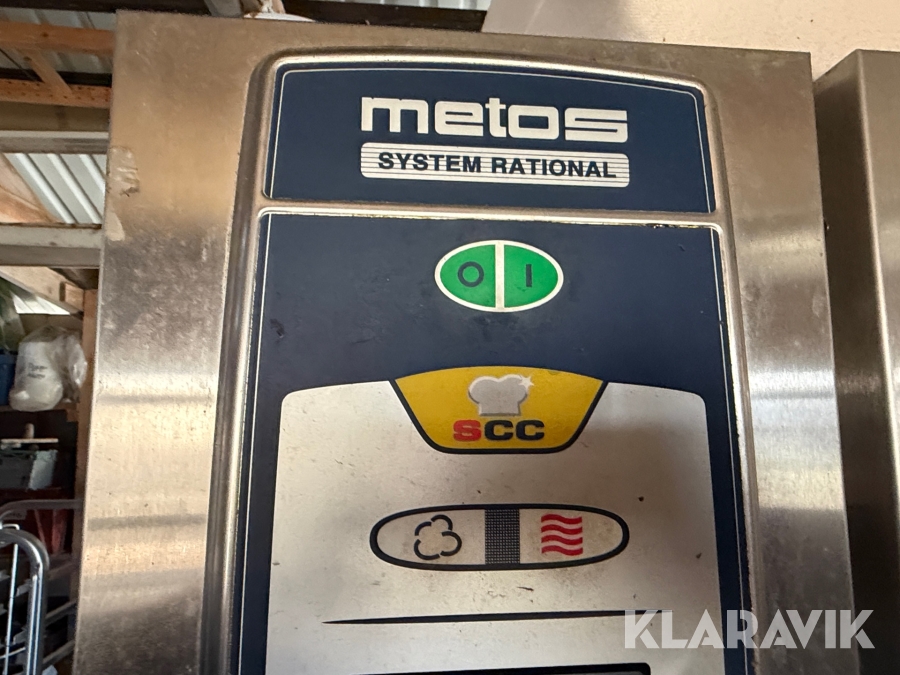 metos
SYSTEM RATIONAL
O I
SCC
KLARAVIK